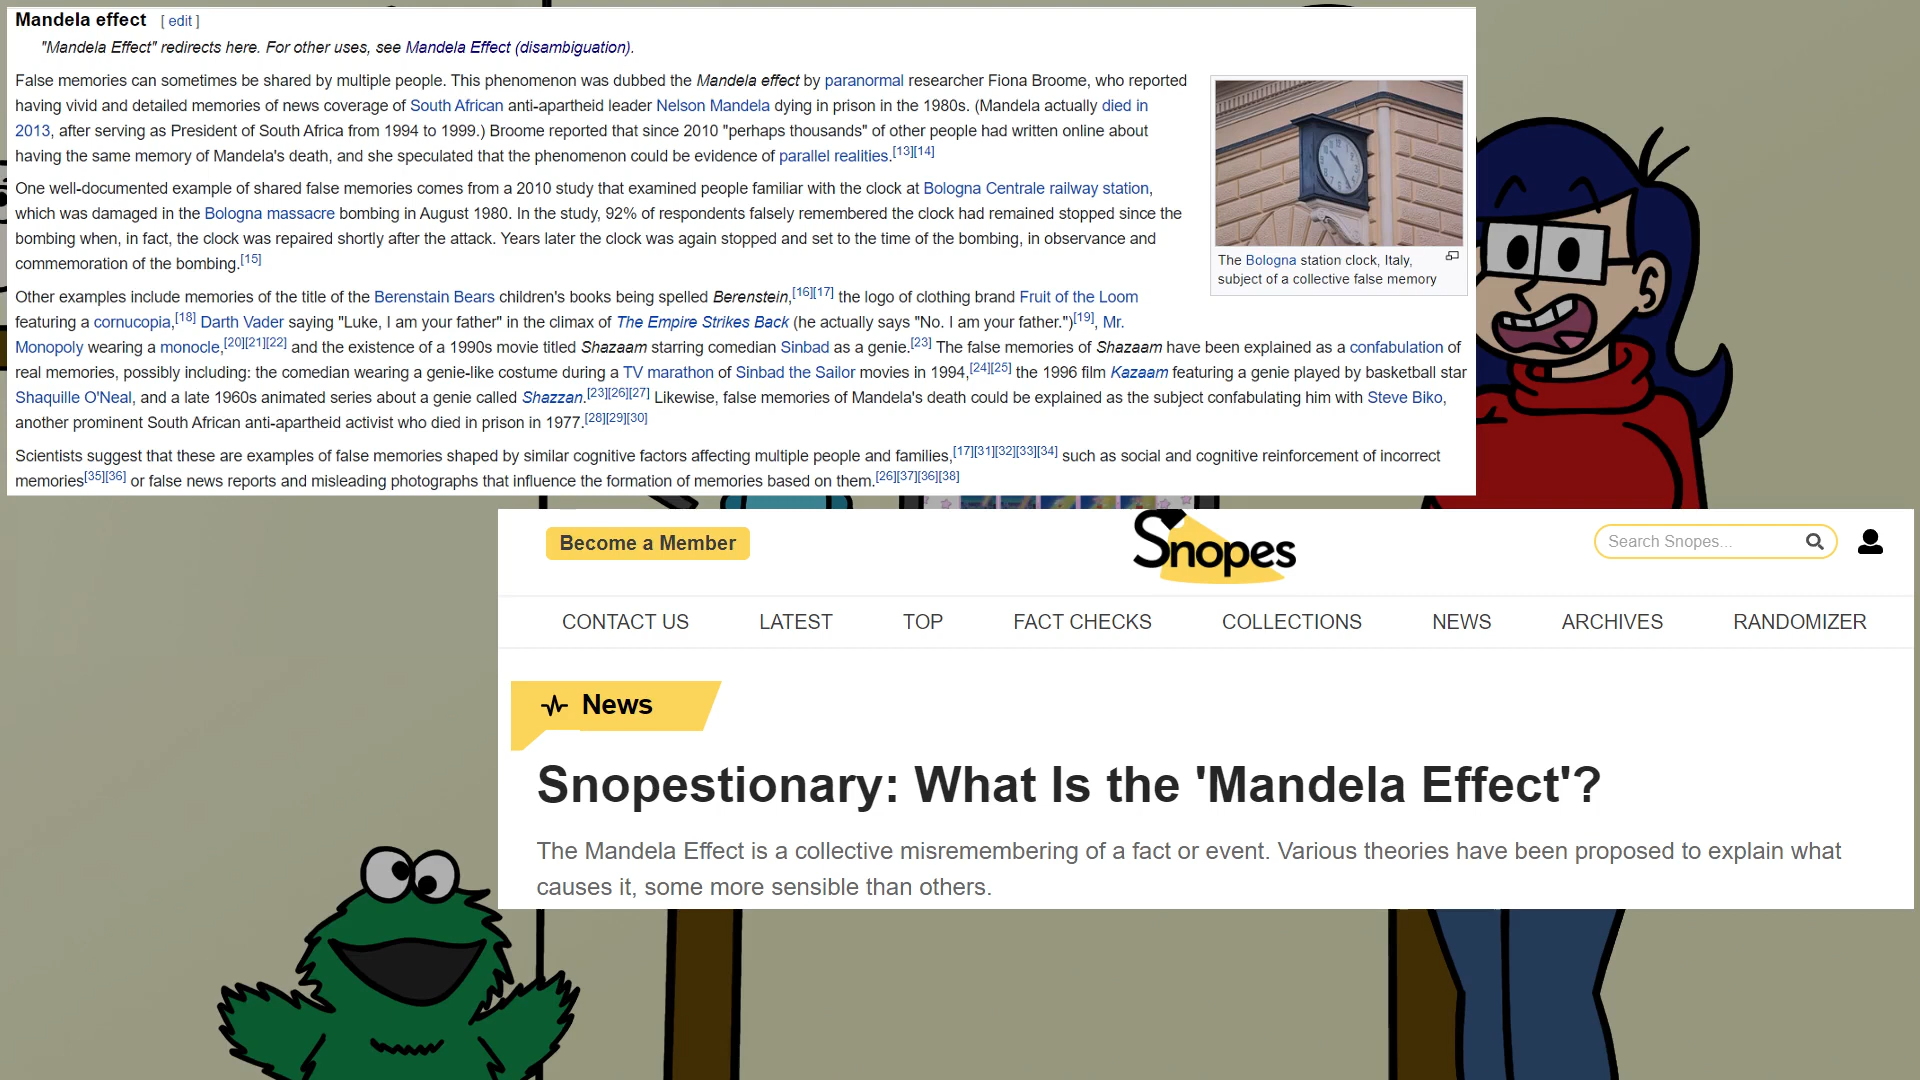 Mandela effect [ edit ]
"Mandela Effect" redirects here. For other uses, see Mandela Effect (disambiguation).
False memories can sometimes be shared by multiple people. This phenomenon was dubbed the Mandela effect by paranormal researcher Fiona Broome, who reported
having vivid and detailed memories of news coverage of South African anti-apartheid leader Nelson Mandela dying in prison in the 1980s. (Mandela actually died in
2013, after serving as President of South Africa from 1994 to 1999.) Broome reported that since 2010 "perhaps thousands" of other people had written online about
having the same memory of Mandela's death, and she speculated that the phenomenon could be evidence of parallel realities.[13][14]
One well-documented example of shared false memories comes from a 2010 study that examined people familiar with the clock at Bologna Centrale railway station,
which was damaged in the Bologna massacre bombing in August 1980. In the study, 92% of respondents falsely remembered the clock had remained stopped since the
bombing when, in fact, the clock was repaired shortly after the attack. Years later the clock was again stopped and set to the time of the bombing, in observance and
commemoration of the bombing.[15]
The Bologna station clock, Italy,
subject of a collective false memory
Other examples include memories of the title of the Berenstain Bears children's books being spelled Berenstein,[16][17] the logo of clothing brand Fruit of the Loom
featuring a cornucopia,[18] Darth Vader saying "Luke, I am your father" in the climax of The Empire Strikes Back (he actually says "No. I am your father.")[19], Mr.
Monopoly wearing a monocle,[20][21][22] and the existence of a 1990s movie titled Shazaam starring comedian Sinbad as a genie.[23] The false memories of Shazaam have been explained as a confabulation of
real memories, possibly including: the comedian wearing a genie-like costume during a TV marathon of Sinbad the Sailor movies in 1994,[24][25] the 1996 film Kazaam featuring a genie played by basketball star
Shaquille O'Neal, and a late 1960s animated series about a genie called Shazzan.[23][26][27] Likewise, false memories of Mandela's death could be explained as the subject confabulating him with Steve Biko,
another prominent South African anti-apartheid activist who died in prison in 1977.[28][29][30]
Scientists suggest that these are examples of false memories shaped by similar cognitive factors affecting multiple people and families,[17][31][32][33][34] such as social and cognitive reinforcement of incorrect
memories[35][36] or false news reports and misleading photographs that influence the formation of memories based on them.[26][37][36][38]
Become a Member
Snopes
Search Snopes...
CONTACT US LATEST TOP FACT CHECKS COLLECTIONS NEWS ARCHIVES RANDOMIZER
News
Snopestionary: What Is the 'Mandela Effect'?
The Mandela Effect is a collective misremembering of a fact or event. Various theories have been proposed to explain what
causes it, some more sensible than others.